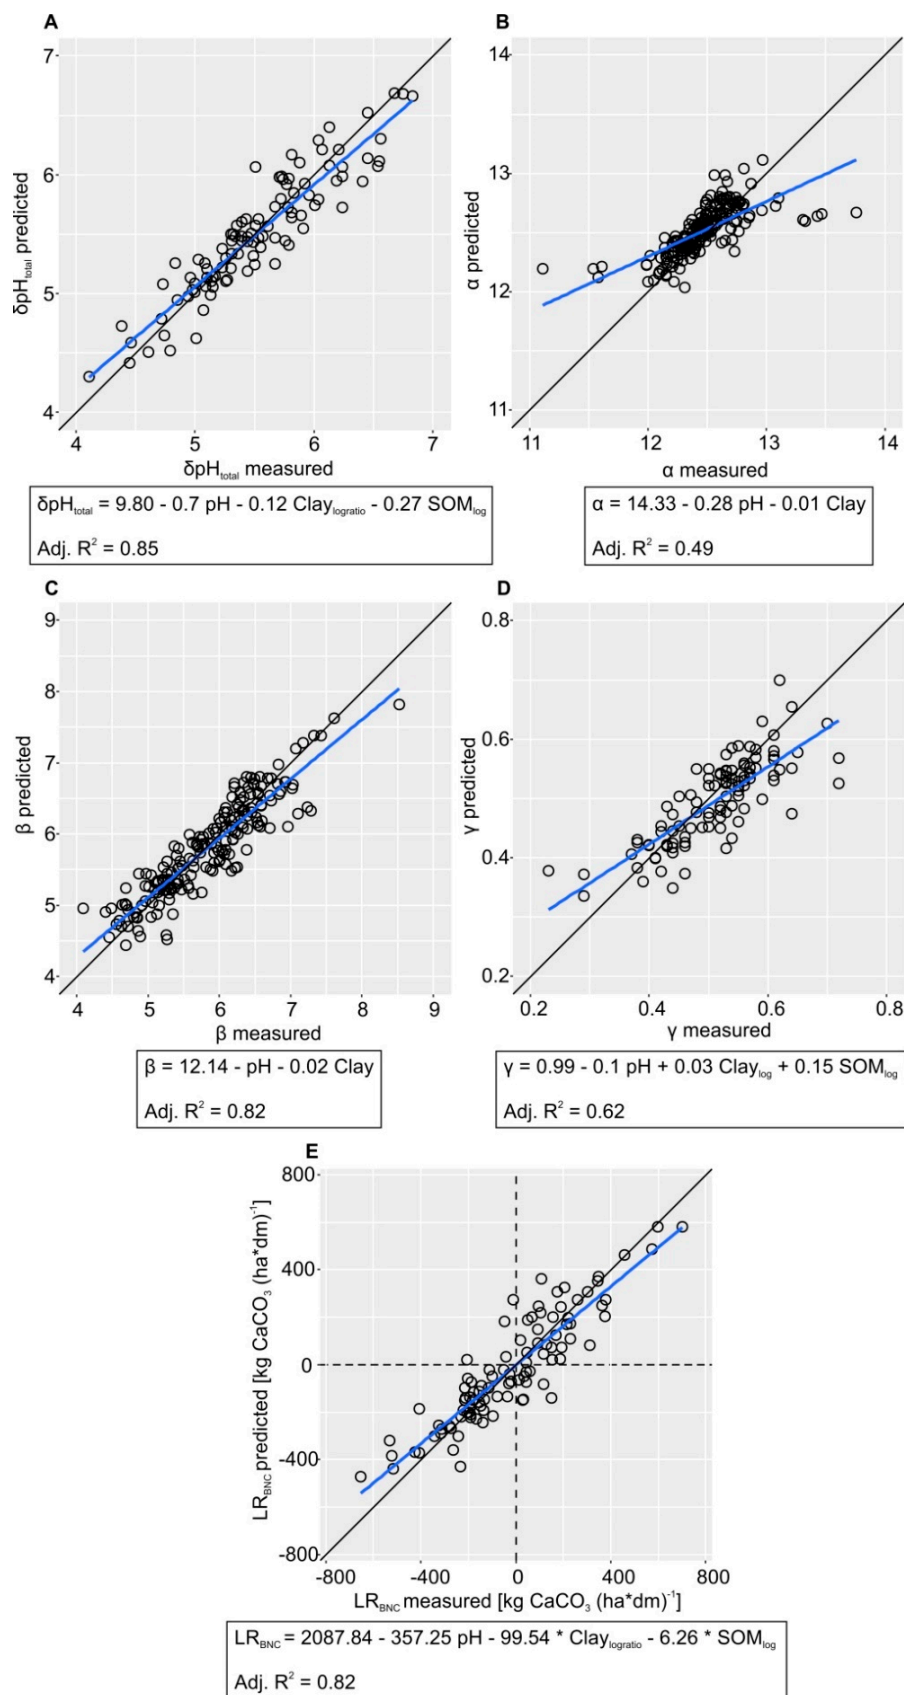 A
7
6
5
4
4 5 6 7
δpH_total predicted
δpH_total measured
δpH_total = 9.80 - 0.7 pH - 0.12 Clay_logratio - 0.27 SOM_log
Adj. R² = 0.85
B
14
13
12
11
11 12 13 14
α predicted
α measured
α = 14.33 - 0.28 pH - 0.01 Clay
Adj. R² = 0.49
C
9
8
7
6
5
4
4 5 6 7 8 9
β predicted
β measured
β = 12.14 - pH - 0.02 Clay
Adj. R² = 0.82
D
0.8
0.6
0.4
0.2
0.2 0.4 0.6 0.8
γ predicted
γ measured
γ = 0.99 - 0.1 pH + 0.03 Clay_log + 0.15 SOM_log
Adj. R² = 0.62
E
800
400
0
-400
-800
-800 -400 0 400 800
LR_BNC predicted [kg CaCO₃ (ha*dm)⁻¹]
LR_BNC measured [kg CaCO₃ (ha*dm)⁻¹]
LR_BNC = 2087.84 - 357.25 pH - 99.54 * Clay_logratio - 6.26 * SOM_log
Adj. R² = 0.82